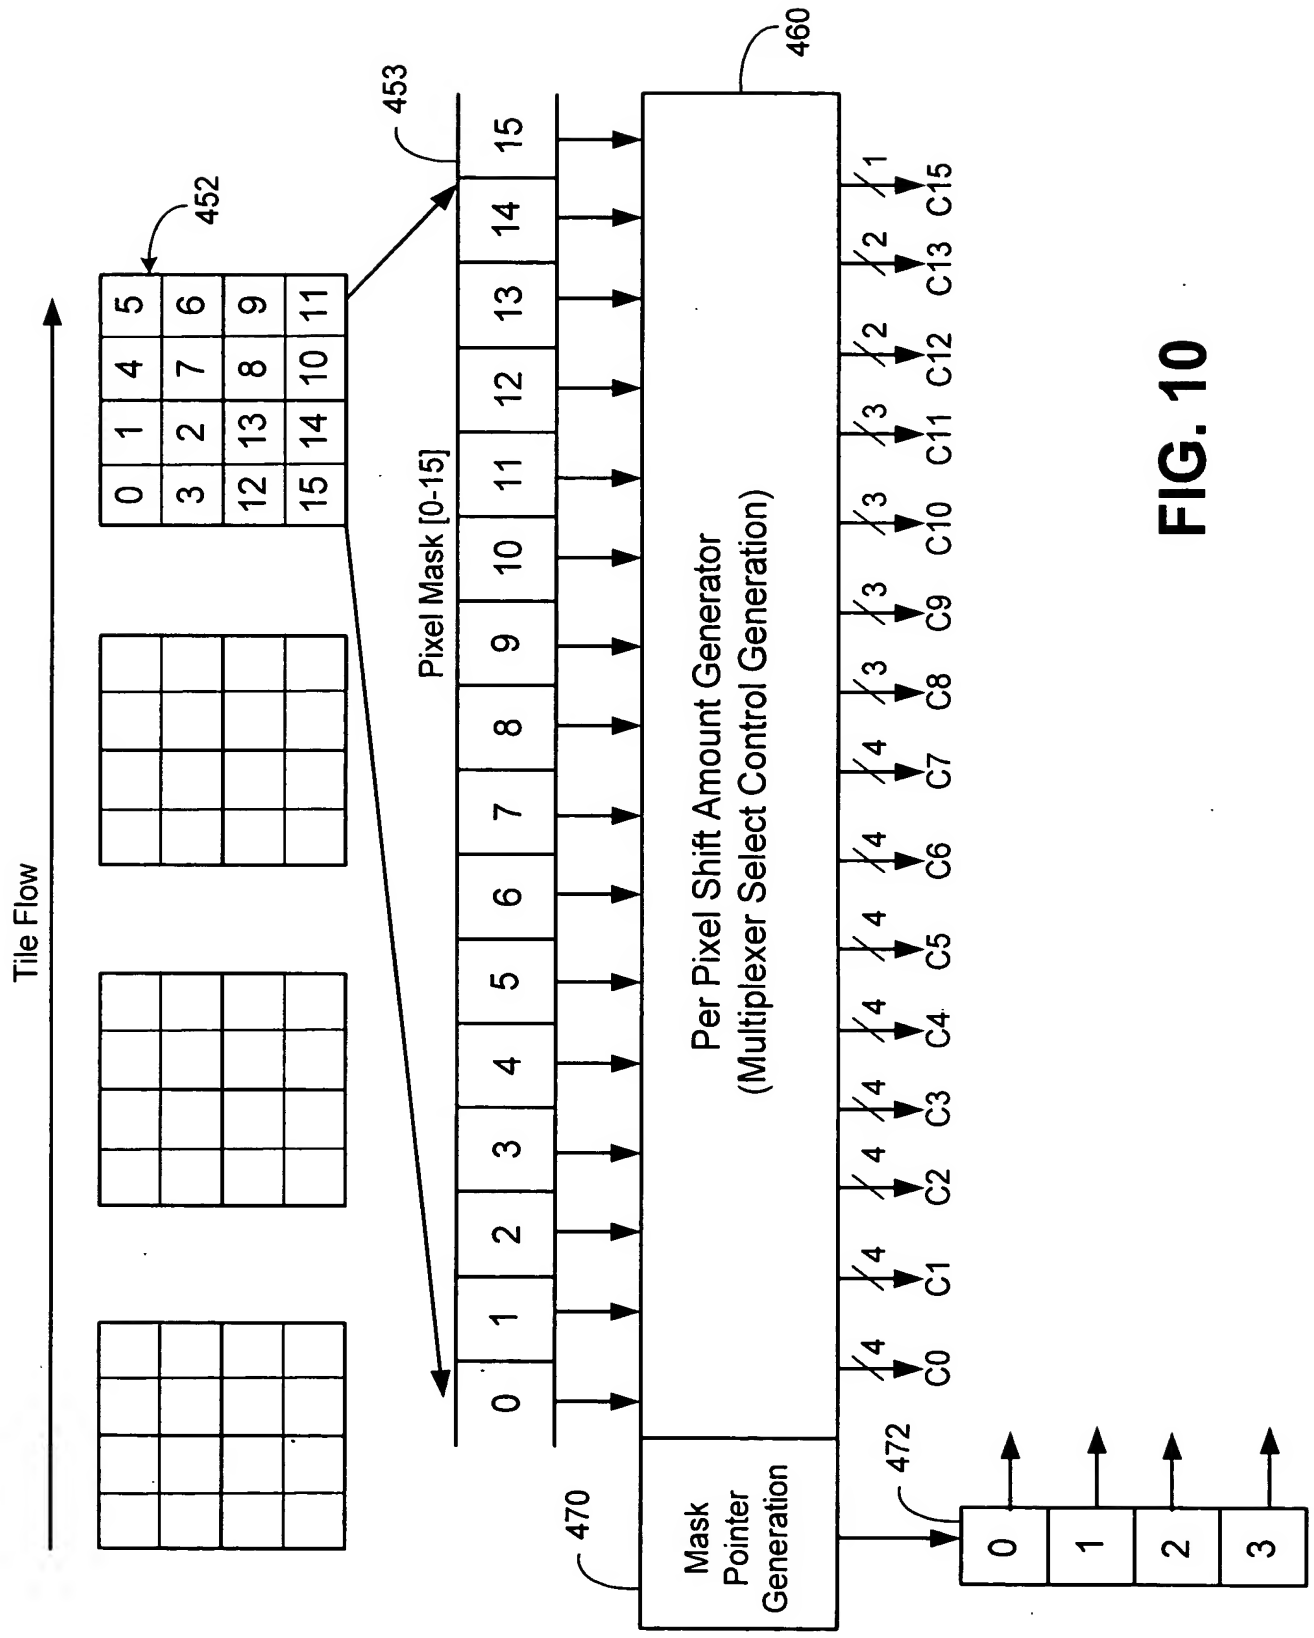 Tile Flow
452
0 1 4 5
3 2 7 6
12 13 8 9
15 14 10 11
Pixel Mask [0-15]
453
0 1 2 3 4 5 6 7 8 9 10 11 12 13 14 15
470
Mask
Pointer
Generation
Per Pixel Shift Amount Generator
(Multiplexer Select Control Generation)
460
4 4 4 4 4 4 4 4 3 3 3 3 2 2 1
C0 C1 C2 C3 C4 C5 C6 C7 C8 C9 C10 C11 C12 C13 C15
472
0
1
2
3
FIG. 10